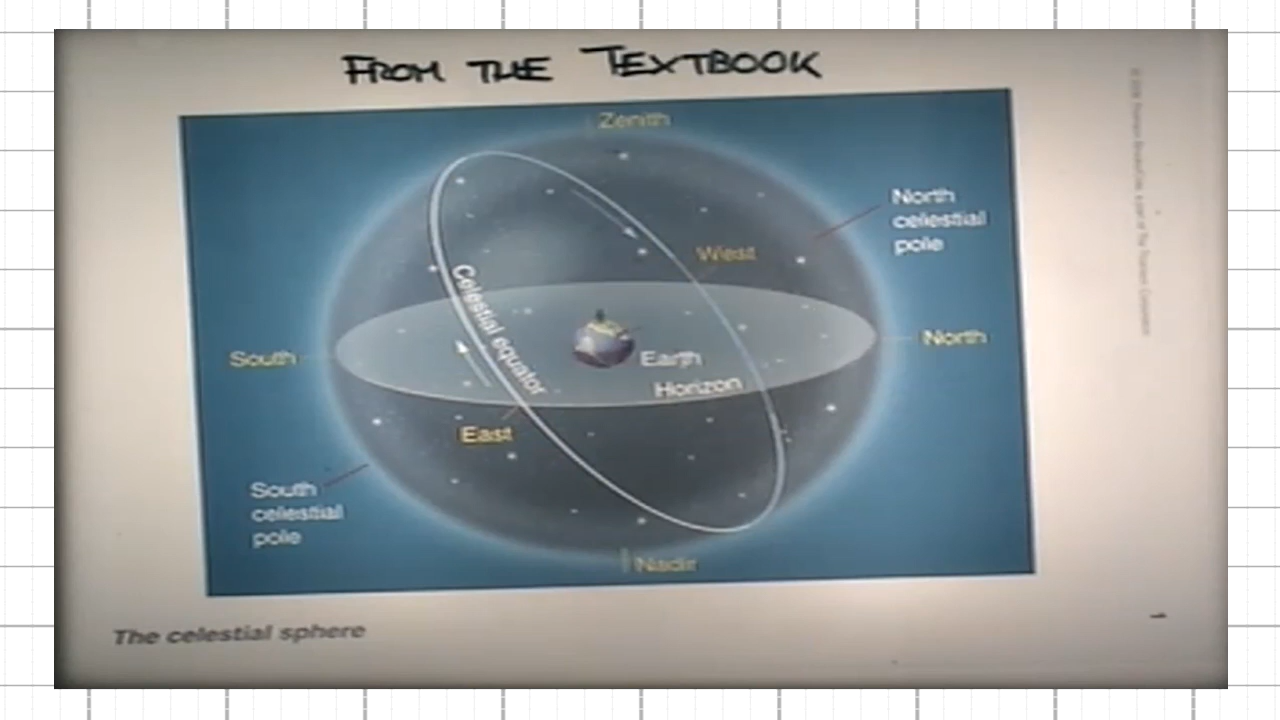 FROM THE TEXTBOOK
Zenith
North
celestial
pole
West
Celestial equator
South
North
Earth
Horizon
East
South
celestial
pole
Nadir
The celestial sphere
1